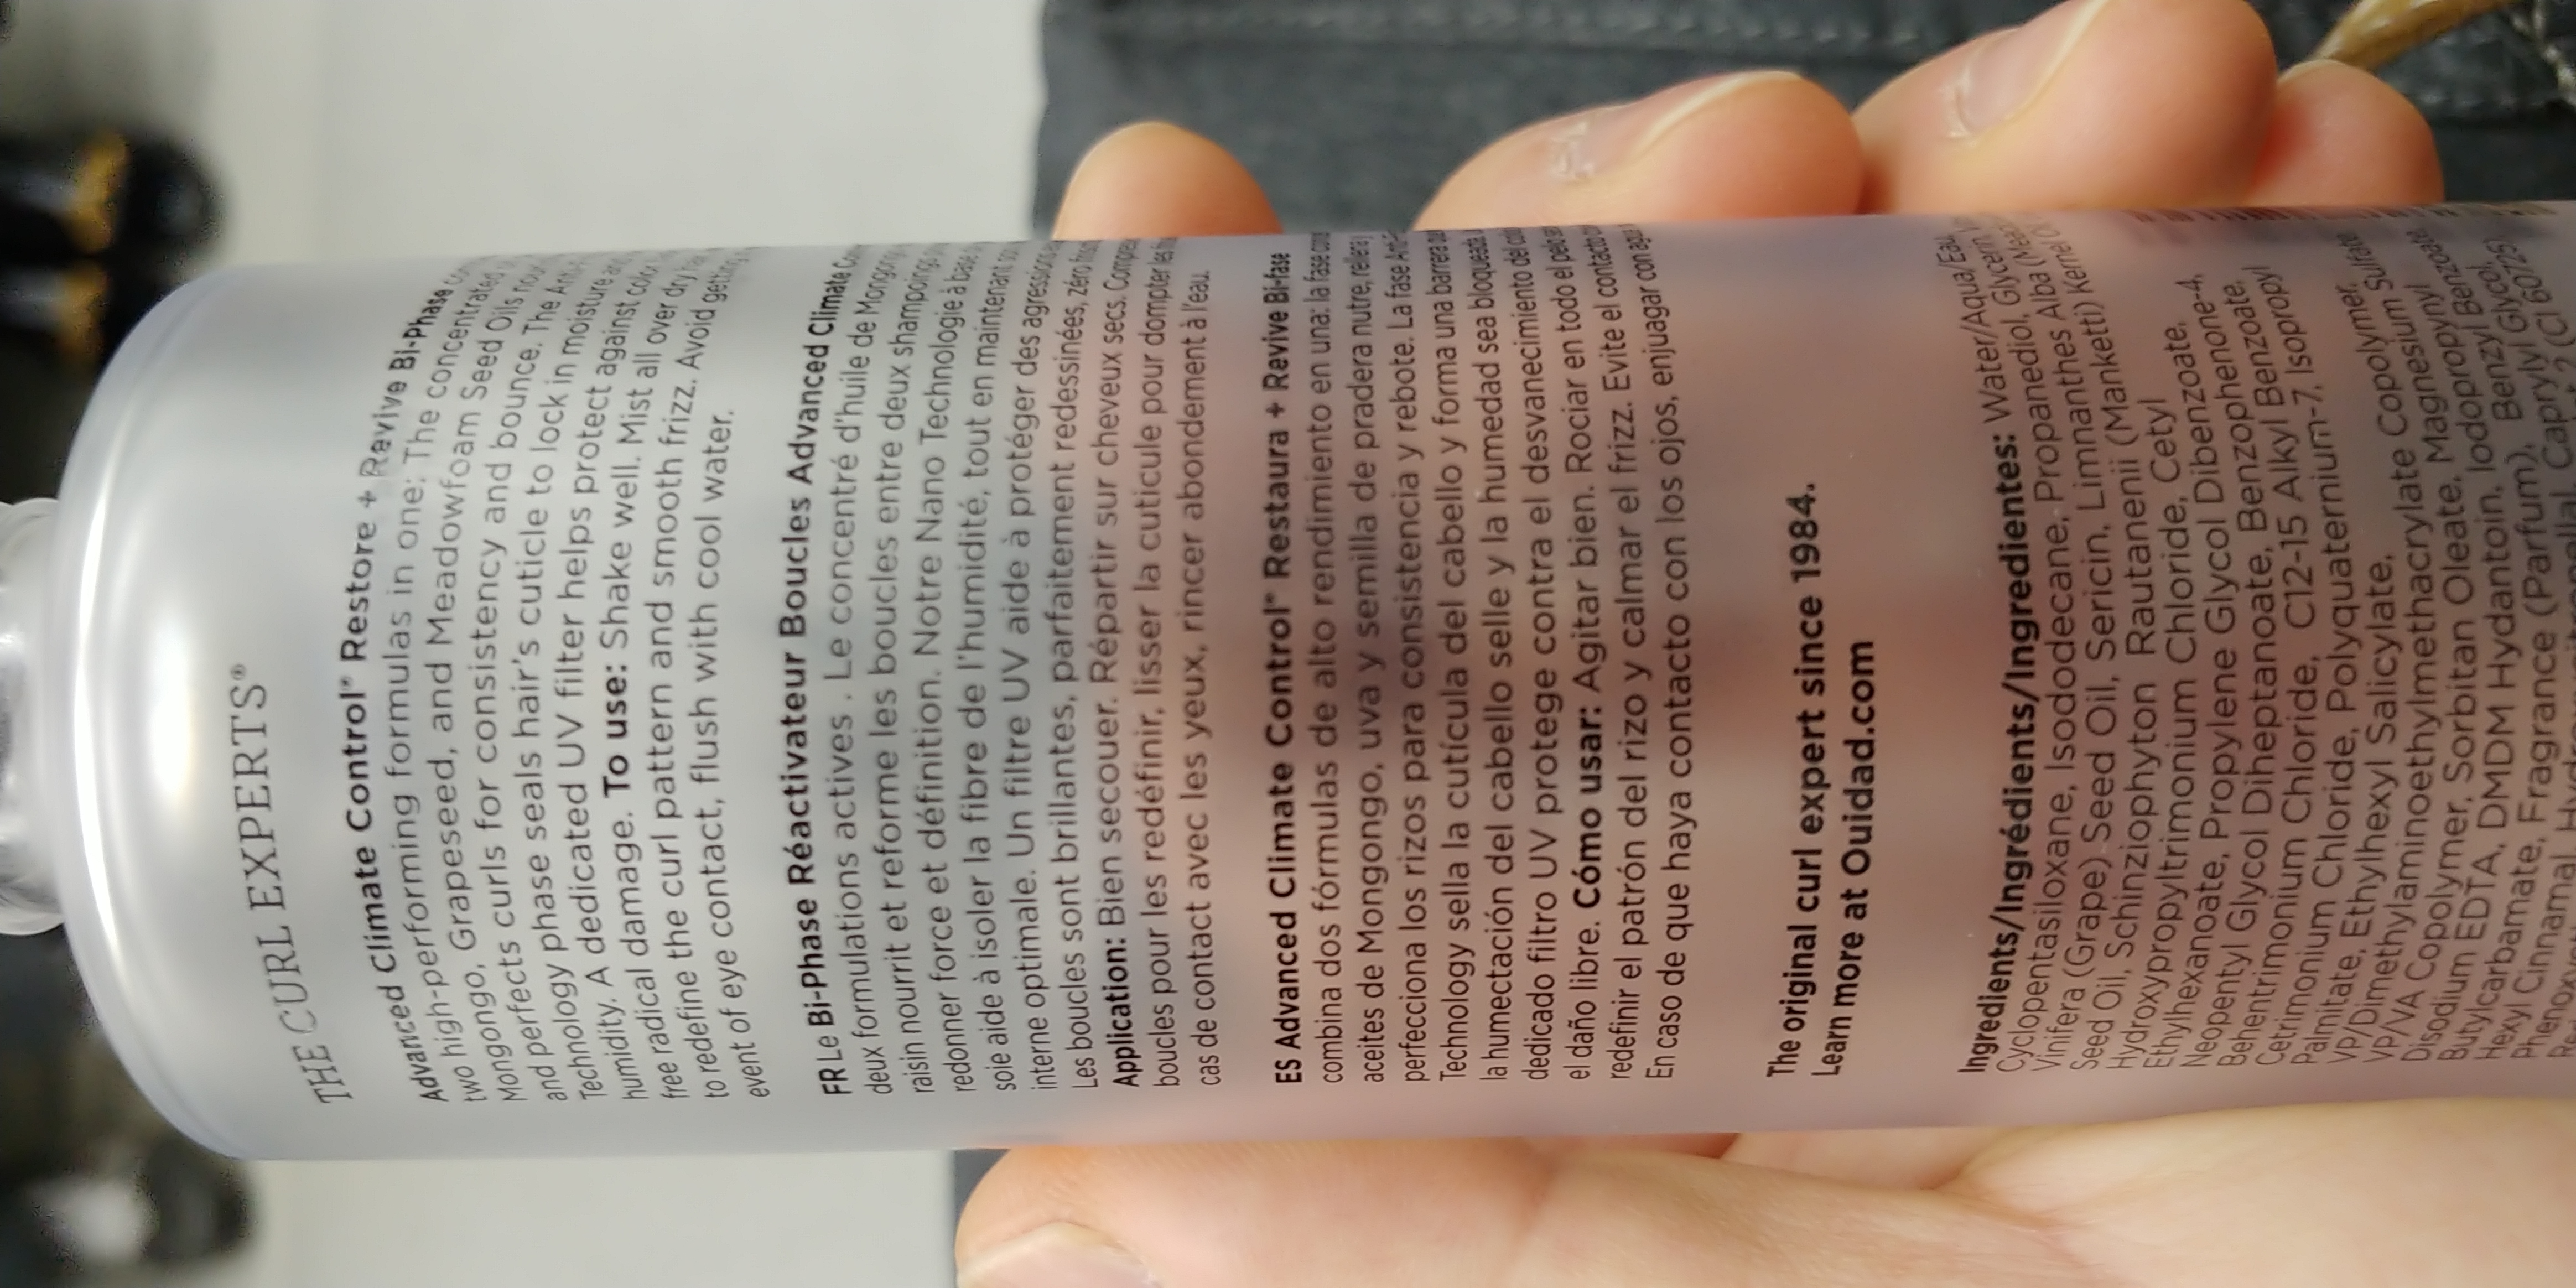 THE CURL EXPERTS®
Advanced Climate Control® Restore + Revive Bi-Phase
two high-performing formulas in one: The concentrated
Mongongo, Grapeseed, and Meadowfoam Seed Oils
and perfects curls for consistency and bounce. The
Technology phase seals hair's cuticle to lock in moisture
humidity. A dedicated UV filter helps protect against color
free radical damage. To use: Shake well. Mist all over dry
to redefine the curl pattern and smooth frizz. Avoid getting
event of eye contact, flush with cool water.
FR Le Bi-Phase Réactivateur Boucles Advanced Climate
deux formulations actives . Le concentré d'huile de
raisin nourrit et reforme les boucles entre deux shampoings
redonner force et définition. Notre Nano Technologie à base
soie aide à isoler la fibre de l'humidité, tout en maintenant
interne optimale. Un filtre UV aide à protéger des
Les boucles sont brillantes, parfaitement redessinées, zéro
Application: Bien secouer. Répartir sur cheveux secs.
boucles pour les redéfinir, lisser la cuticule pour dompter les
cas de contact avec les yeux, rincer abondement à l'eau.
ES Advanced Climate Control® Restaura + Revive Bi-fase
combina dos fórmulas de alto rendimiento en una: la fase
aceites de Mongongo, uva y semilla de pradera nutre,
perfecciona los rizos para consistencia y rebote. La fase
Technology sella la cutícula del cabello y forma una barrera
la humectación del cabello selle y la humedad sea bloqueada.
dedicado filtro UV protege contra el desvanecimiento del
el daño libre. Cómo usar: Agitar bien. Rociar en todo el pelo
redefinir el patrón del rizo y calmar el frizz. Evite el contacto
En caso de que haya contacto con los ojos, enjuagar con
The original curl expert since 1984.
Learn more at Ouidad.com
Ingredients/Ingrédients/Ingredientes: Water/Aqua/Eau,
Cyclopentasiloxane, Isododecane, Propanediol, Glycerin,
Vinifera (Grape) Seed Oil, Sericin, Limnanthes Alba
Seed Oil, Schinziophyton Rautanenii (Manketti) Kernel
Hydroxypropyltrimonium Chloride, Cetyl
Ethylhexanoate, Propylene Glycol Dibenzoate,
Neopentyl Glycol Diheptanoate, Benzophenone-4,
Behentrimonium Chloride, C12-15 Alkyl Benzoate,
Cetrimonium Chloride, Polyquaternium-7, Isopropyl
Palmitate, Ethylhexyl Salicylate,
VP/Dimethylaminoethylmethacrylate Copolymer,
VP/VA Copolymer, Sorbitan Oleate, Magnesium Sulfate
Disodium EDTA, DMDM Hydantoin, Iodopropynyl
Butylcarbamate, Fragrance (Parfum), Benzyl Benzoate,
Hexyl Cinnamal, Caprylyl Glycol,
2 (CI 60725)